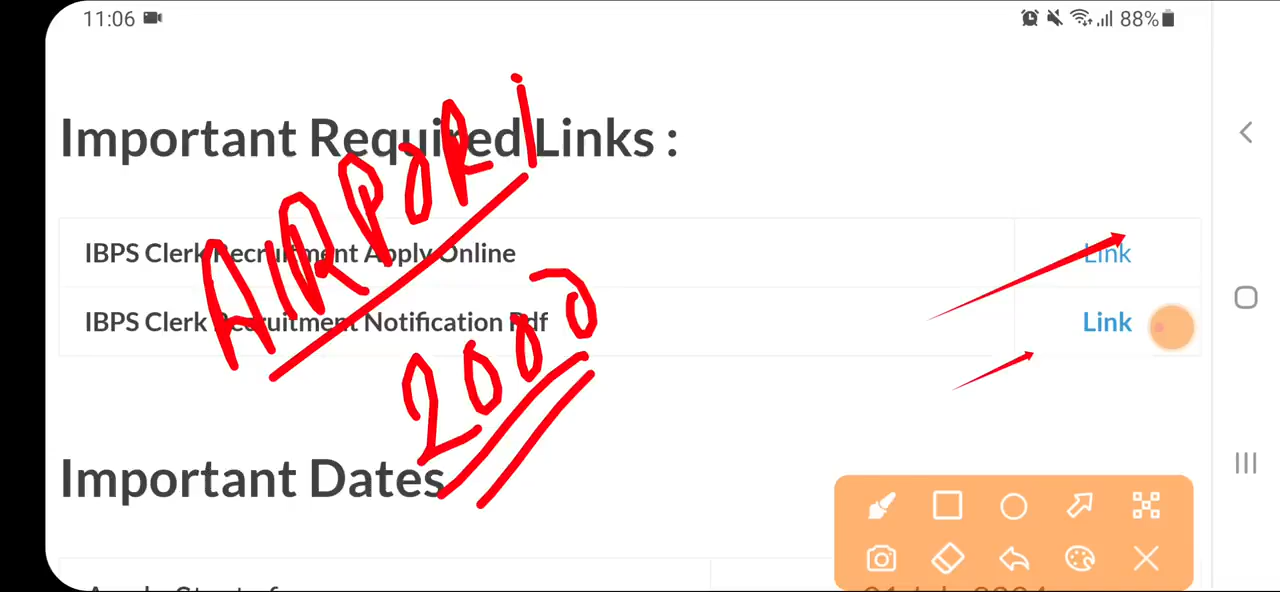 11:06
88%
Important Required Links :
AIRPORT
IBPS Clerk Recruitment Apply Online Link
IBPS Clerk Recruitment Notification Pdf Link
2000
Important Dates